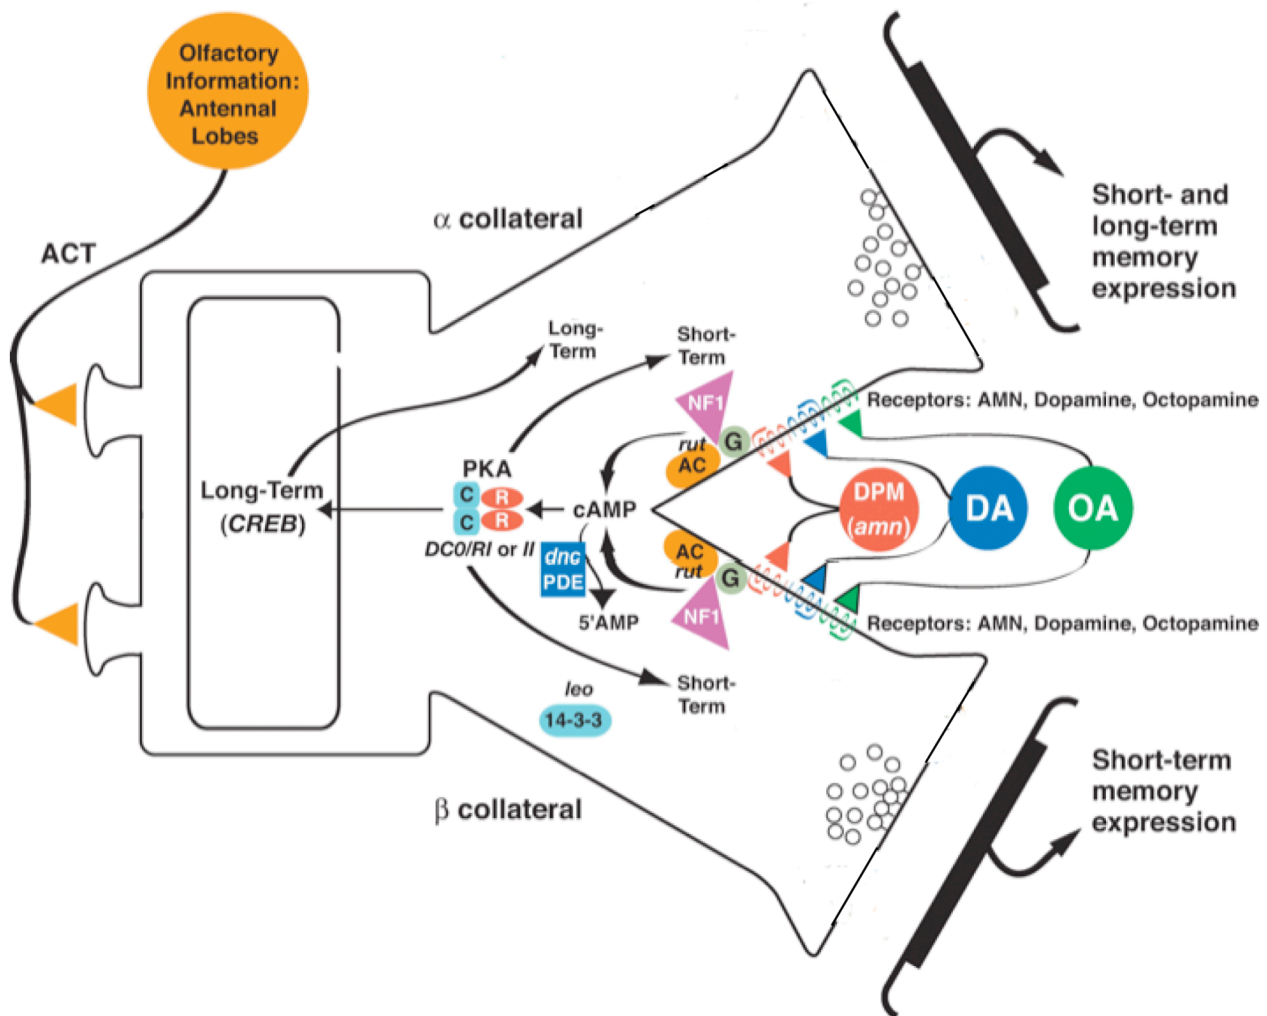 Olfactory
Information:
Antennal
Lobes
ACT
α collateral
Short- and
long-term
memory
expression
Long-
Term
Short-
Term
NF1
Receptors: AMN, Dopamine, Octopamine
rut
G
AC
PKA
C R
C R
DC0/RI or II
Long-Term
(CREB)
cAMP
DPM
(amn)
DA
OA
dnc
PDE
AC
rut
G
NF1
5'AMP
Receptors: AMN, Dopamine, Octopamine
leo
14-3-3
Short-
Term
β collateral
Short-term
memory
expression